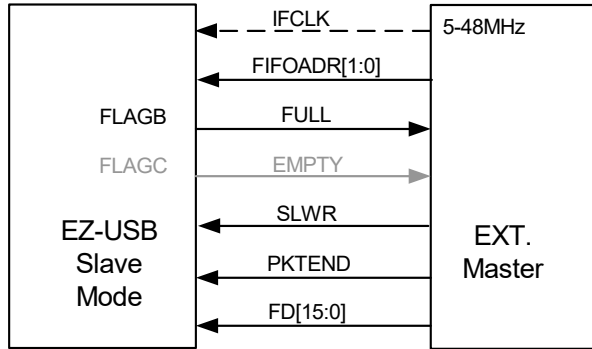 IFCLK
5-48MHz
FIFOADR[1:0]
FLAGB
FULL
FLAGC
EMPTY
SLWR
EZ-USB
Slave
Mode
EXT.
Master
PKTEND
FD[15:0]